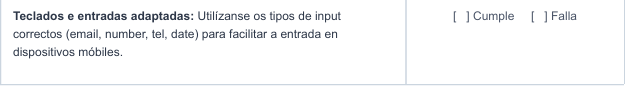 Teclados e entradas adaptadas: Utilízanse os tipos de input
correctos (email, number, tel, date) para facilitar a entrada en
dispositivos móbiles.
[ ] Cumple [ ] Falla